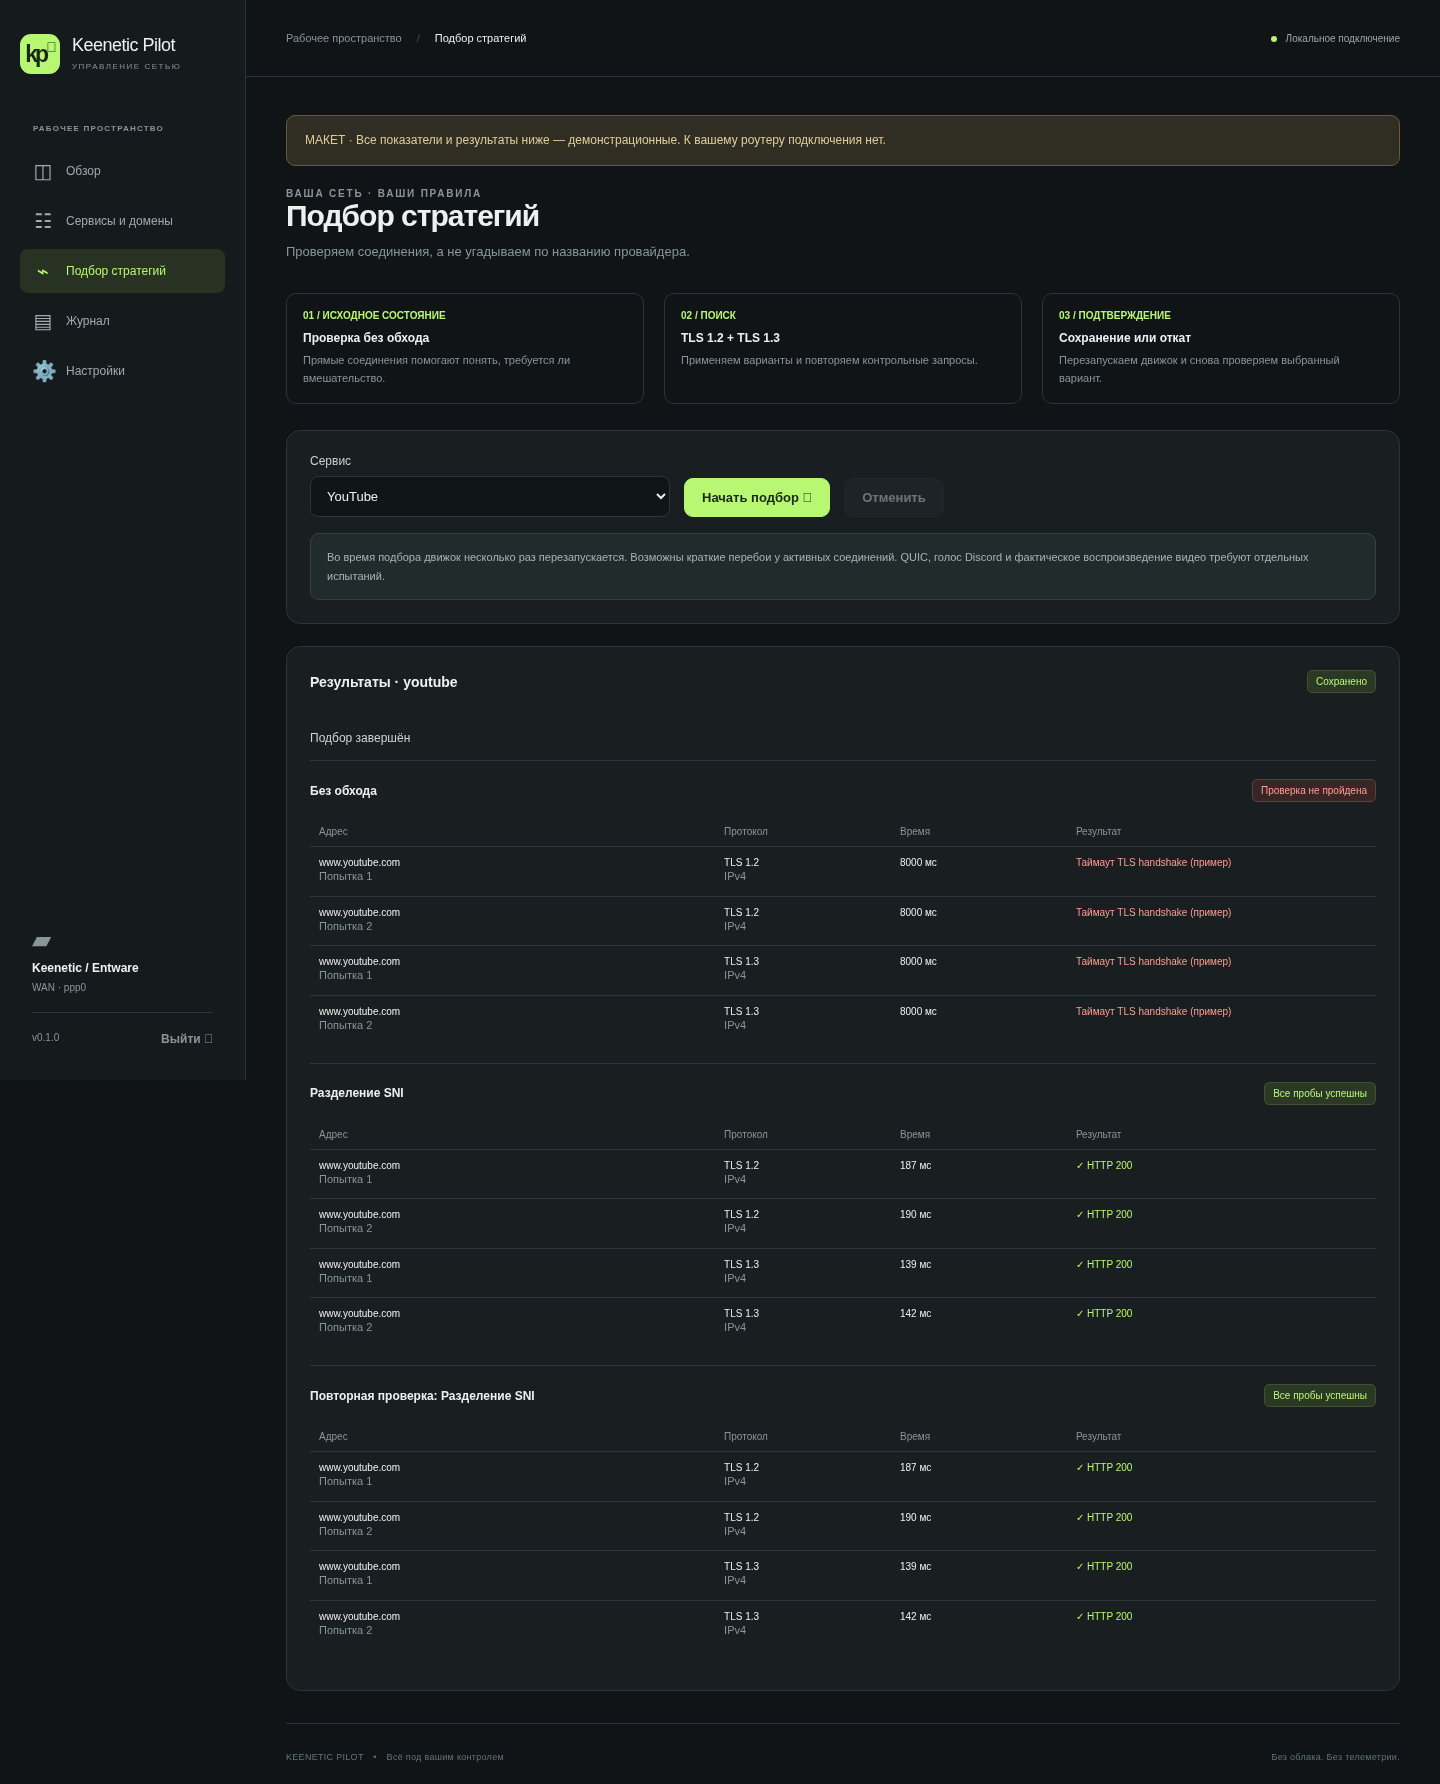 kp
Keenetic Pilot
УПРАВЛЕНИЕ СЕТЬЮ
РАБОЧЕЕ ПРОСТРАНСТВО
Обзор
Сервисы и домены
Подбор стратегий
Журнал
Настройки
Keenetic / Entware
WAN · ppp0
v0.1.0
Выйти
Рабочее пространство / Подбор стратегий
Локальное подключение
МАКЕТ · Все показатели и результаты ниже — демонстрационные. К вашему роутеру подключения нет.
ВАША СЕТЬ · ВАШИ ПРАВИЛА
Подбор стратегий
Проверяем соединения, а не угадываем по названию провайдера.
01 / ИСХОДНОЕ СОСТОЯНИЕ
Проверка без обхода
Прямые соединения помогают понять, требуется ли
вмешательство.
02 / ПОИСК
TLS 1.2 + TLS 1.3
Применяем варианты и повторяем контрольные запросы.
03 / ПОДТВЕРЖДЕНИЕ
Сохранение или откат
Перезапускаем движок и снова проверяем выбранный
вариант.
Сервис
YouTube
Начать подбор
Отменить
Во время подбора движок несколько раз перезапускается. Возможны краткие перебои у активных соединений. QUIC, голос Discord и фактическое воспроизведение видео требуют отдельных
испытаний.
Результаты · youtube
Сохранено
Подбор завершён
Без обхода
Проверка не пройдена
Адрес Протокол Время Результат
www.youtube.com TLS 1.2 8000 мс Таймаут TLS handshake (пример)
Попытка 1 IPv4
www.youtube.com TLS 1.2 8000 мс Таймаут TLS handshake (пример)
Попытка 2 IPv4
www.youtube.com TLS 1.3 8000 мс Таймаут TLS handshake (пример)
Попытка 1 IPv4
www.youtube.com TLS 1.3 8000 мс Таймаут TLS handshake (пример)
Попытка 2 IPv4
Разделение SNI
Все пробы успешны
Адрес Протокол Время Результат
www.youtube.com TLS 1.2 187 мс ✓ HTTP 200
Попытка 1 IPv4
www.youtube.com TLS 1.2 190 мс ✓ HTTP 200
Попытка 2 IPv4
www.youtube.com TLS 1.3 139 мс ✓ HTTP 200
Попытка 1 IPv4
www.youtube.com TLS 1.3 142 мс ✓ HTTP 200
Попытка 2 IPv4
Повторная проверка: Разделение SNI
Все пробы успешны
Адрес Протокол Время Результат
www.youtube.com TLS 1.2 187 мс ✓ HTTP 200
Попытка 1 IPv4
www.youtube.com TLS 1.2 190 мс ✓ HTTP 200
Попытка 2 IPv4
www.youtube.com TLS 1.3 139 мс ✓ HTTP 200
Попытка 1 IPv4
www.youtube.com TLS 1.3 142 мс ✓ HTTP 200
Попытка 2 IPv4
KEENETIC PILOT • Всё под вашим контролем
Без облака. Без телеметрии.